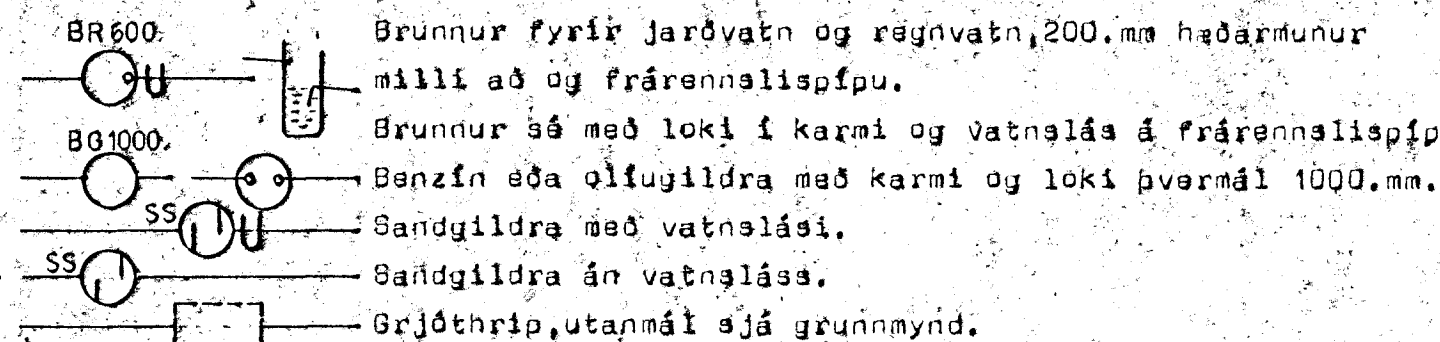 BR600. Brunnur fyrir jarðvatn og regnvatn,200.mm hæðarmunur
milli að og frárennslispípu.
Brunnur sé með loki í karmi og vatnslás á frárennslispíp
BG1000. Benzín eða olíugildra með karmi og loki þvermál 1000.mm.
SS Sandgildra með vatnslási.
SS Sandgildra án vatnsláss.
Grjóthrip,utanmál sjá grunnmynd.